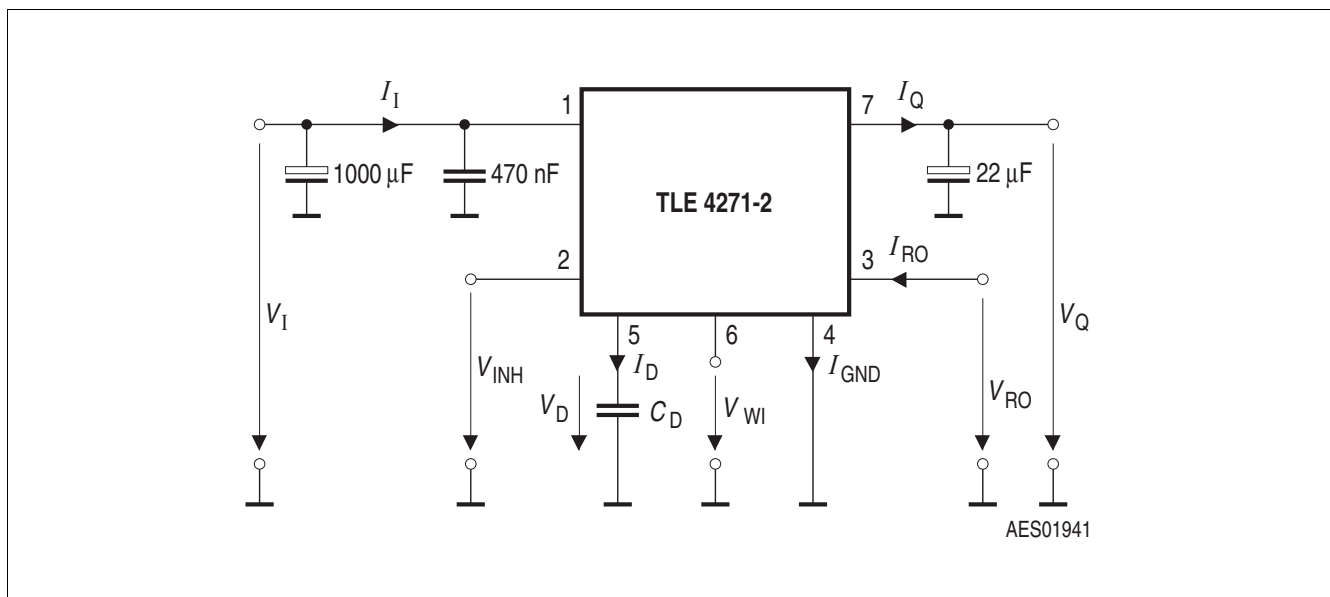 I_I
1
7
I_Q
1000 μF
470 nF
TLE 4271-2
22 μF
2
3
I_RO
V_I
V_INH
5
6
4
I_D
I_GND
V_D
C_D
V_WI
V_RO
V_Q
AES01941